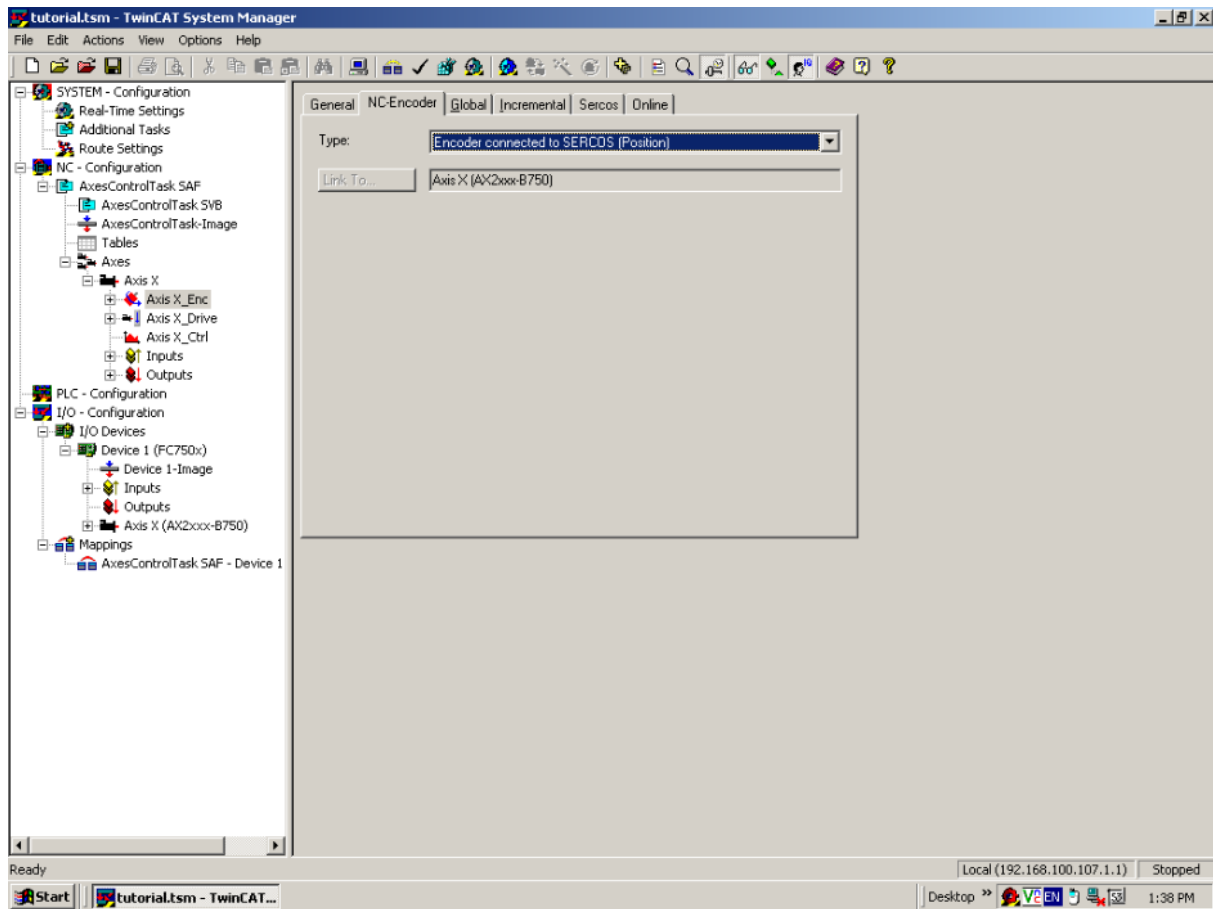 tutorial.tsm - TwinCAT System Manager
File Edit Actions View Options Help
SYSTEM - Configuration
Real-Time Settings
Additional Tasks
Route Settings
NC - Configuration
AxesControlTask SAF
AxesControlTask SVB
AxesControlTask-Image
Tables
Axes
Axis X
Axis X_Enc
Axis X_Drive
Axis X_Ctrl
Inputs
Outputs
PLC - Configuration
I/O - Configuration
I/O Devices
Device 1 (FC750x)
Device 1-Image
Inputs
Outputs
Axis X (AX2xxx-B750)
Mappings
AxesControlTask SAF - Device 1
General NC-Encoder Global Incremental Sercos Online
Type: Encoder connected to SERCOS (Position)
Link To... Axis X (AX2xxx-B750)
Ready Local (192.168.100.107.1.1) Stopped
Start tutorial.tsm - TwinCAT... Desktop » EN 1:38 PM